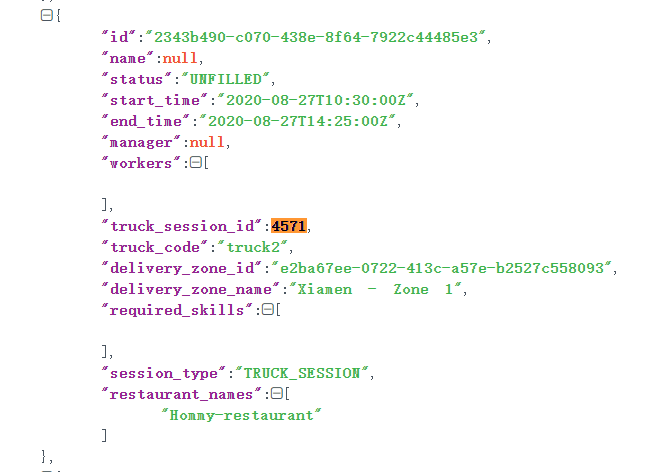 {
"id":"2343b490-c070-438e-8f64-7922c44485e3",
"name":null,
"status":"UNFILLED",
"start_time":"2020-08-27T10:30:00Z",
"end_time":"2020-08-27T14:25:00Z",
"manager":null,
"workers":[
],
"truck_session_id":4571,
"truck_code":"truck2",
"delivery_zone_id":"e2ba67ee-0722-413c-a57e-b2527c558093",
"delivery_zone_name":"Xiamen - Zone 1",
"required_skills":[
],
"session_type":"TRUCK_SESSION",
"restaurant_names":[
"Hommy-restaurant"
]
},